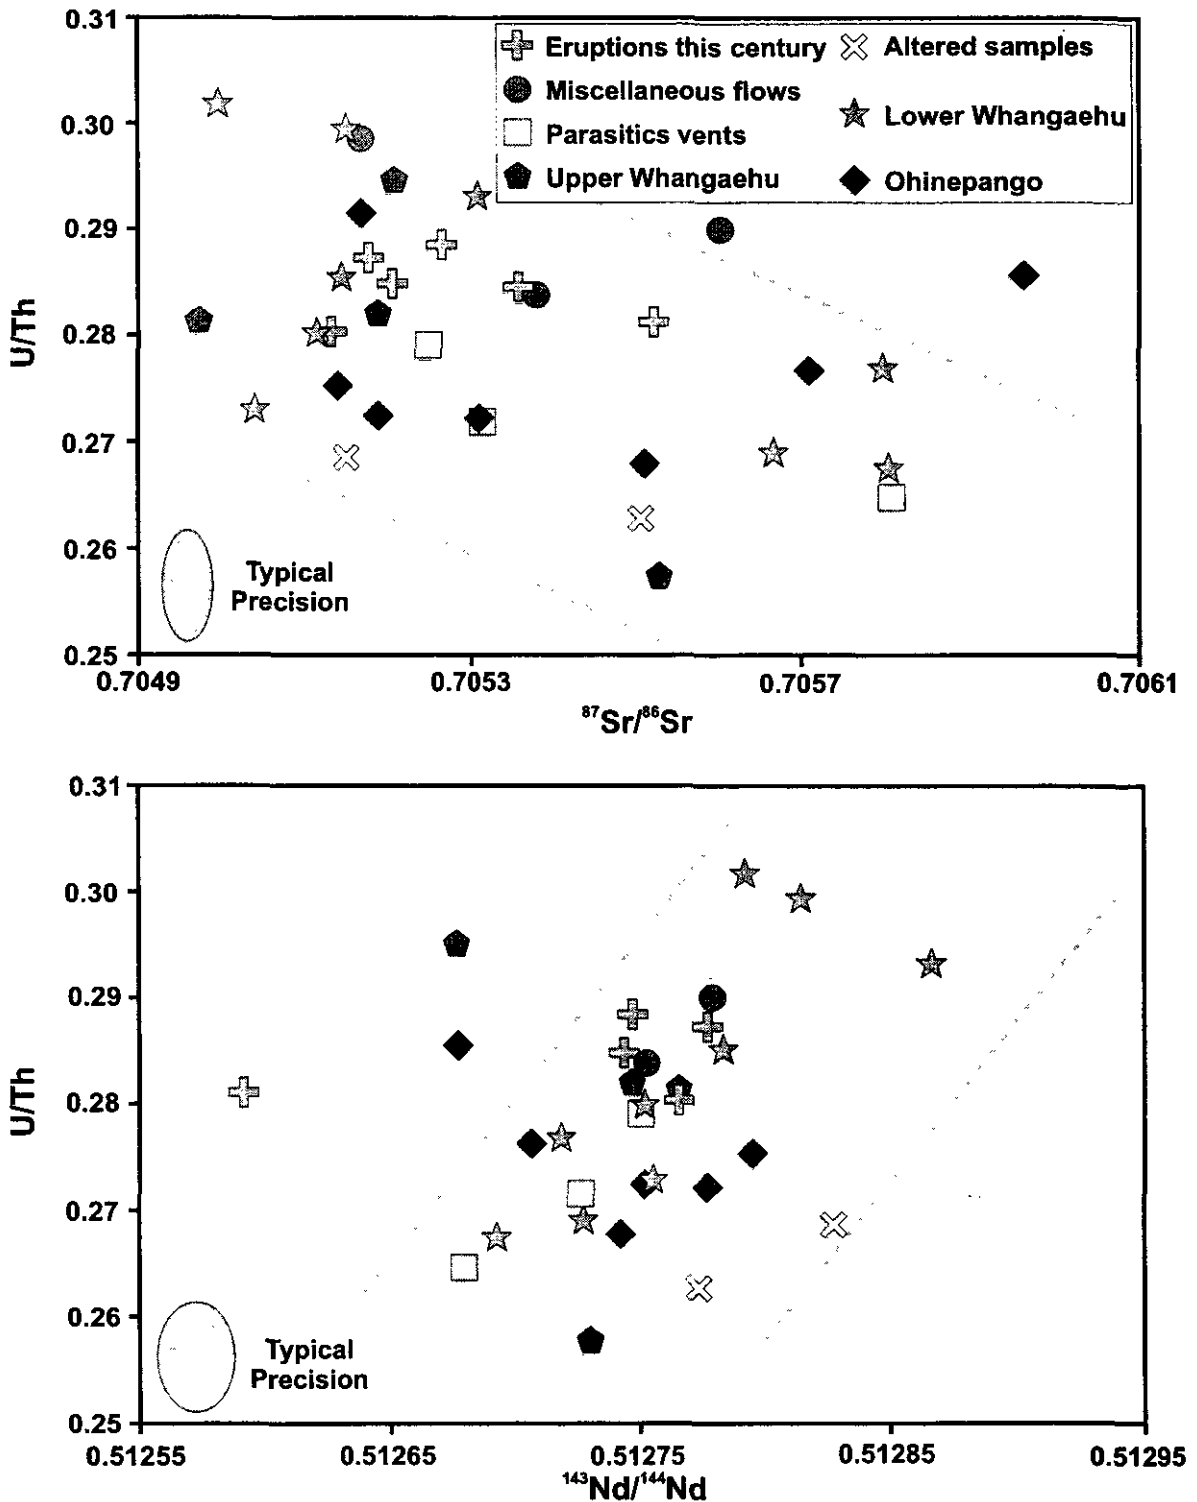 0.31
0.30
0.29
0.28
0.27
0.26
0.25
U/Th
Eruptions this century
Miscellaneous flows
Parasitics vents
Upper Whangaehu
Altered samples
Lower Whangaehu
Ohinepango
Typical
Precision
0.7049
0.7053
0.7057
0.7061
⁸⁷Sr/⁸⁶Sr
0.31
0.30
0.29
0.28
0.27
0.26
0.25
U/Th
Typical
Precision
0.51255
0.51265
0.51275
0.51285
0.51295
¹⁴³Nd/¹⁴⁴Nd